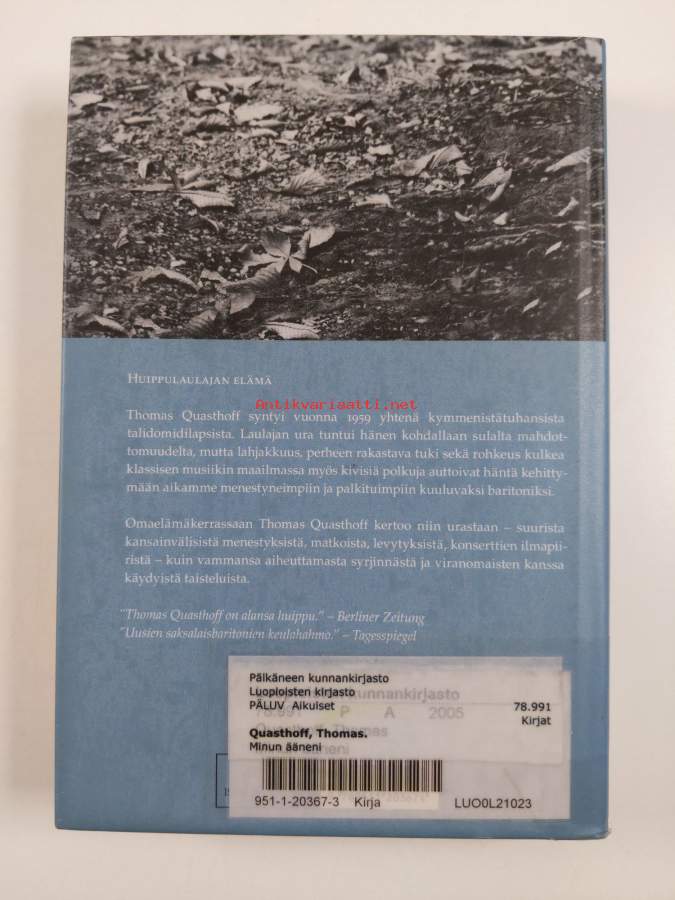 Antikvariaatti.net
HUIPPULAULAJAN ELÄMÄ
Thomas Quasthoff syntyi vuonna 1959 yhtenä kymmenistätuhansista
talidomidilapsista. Laulajan ura tuntui hänen kohdallaan sulalta mahdot-
tomuudelta, mutta lahjakkuus, perheen rakastava tuki sekä rohkeus kulkea
klassisen musiikin maailmassa myös kivisiä polkuja auttoivat häntä kehitty-
mään aikamme menestyneimpiin ja palkituimpiin kuuluvaksi baritoniksi.
Omaelämäkerrassaan Thomas Quasthoff kertoo niin urastaan – suurista
kansainvälisistä menestyksistä, matkoista, levytyksistä, konserttien ilmapii-
ristä – kuin vammansa aiheuttamasta syrjinnästä ja viranomaisten kanssa
käydyistä taisteluista.
"Thomas Quasthoff on alansa huippu." – Berliner Zeitung
"Uusien saksalaisbaritonien keulahahmo." – Tagesspiegel
Pälkäneen kunnankirjasto
Luopioisten kirjasto
kunnankirjasto
PÄLUV Aikuiset 78.991
P A 2005
Kirjat
Quasthoff, Thomas.
Minun ääneni
951-1-20367-3 Kirja LUO0L21023